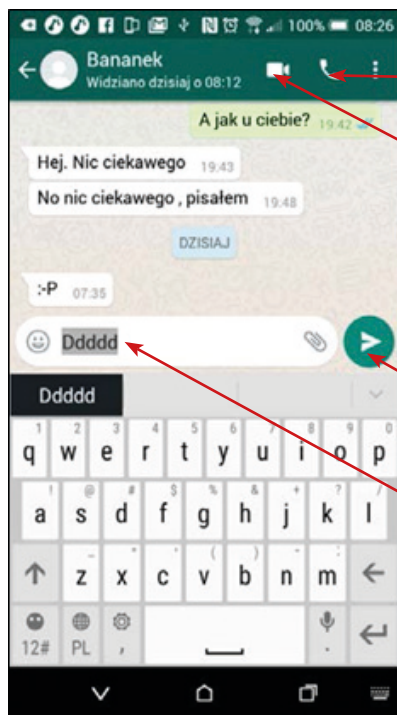 100% 08:26
Bananek
Widziano dzisiaj o 08:12
A jak u ciebie? 19:42
Hej. Nic ciekawego 19:43
No nic ciekawego , pisałem 19:48
DZISIAJ
:-P 07:35
Ddddd
Ddddd
1 2 3 4 5 6 7 8 9 0
q w e r t y u i o p
! @ # $ % & + ? /
a s d f g h j k l
_ " ' ( ) - :
z x c v b n m
12# PL , .